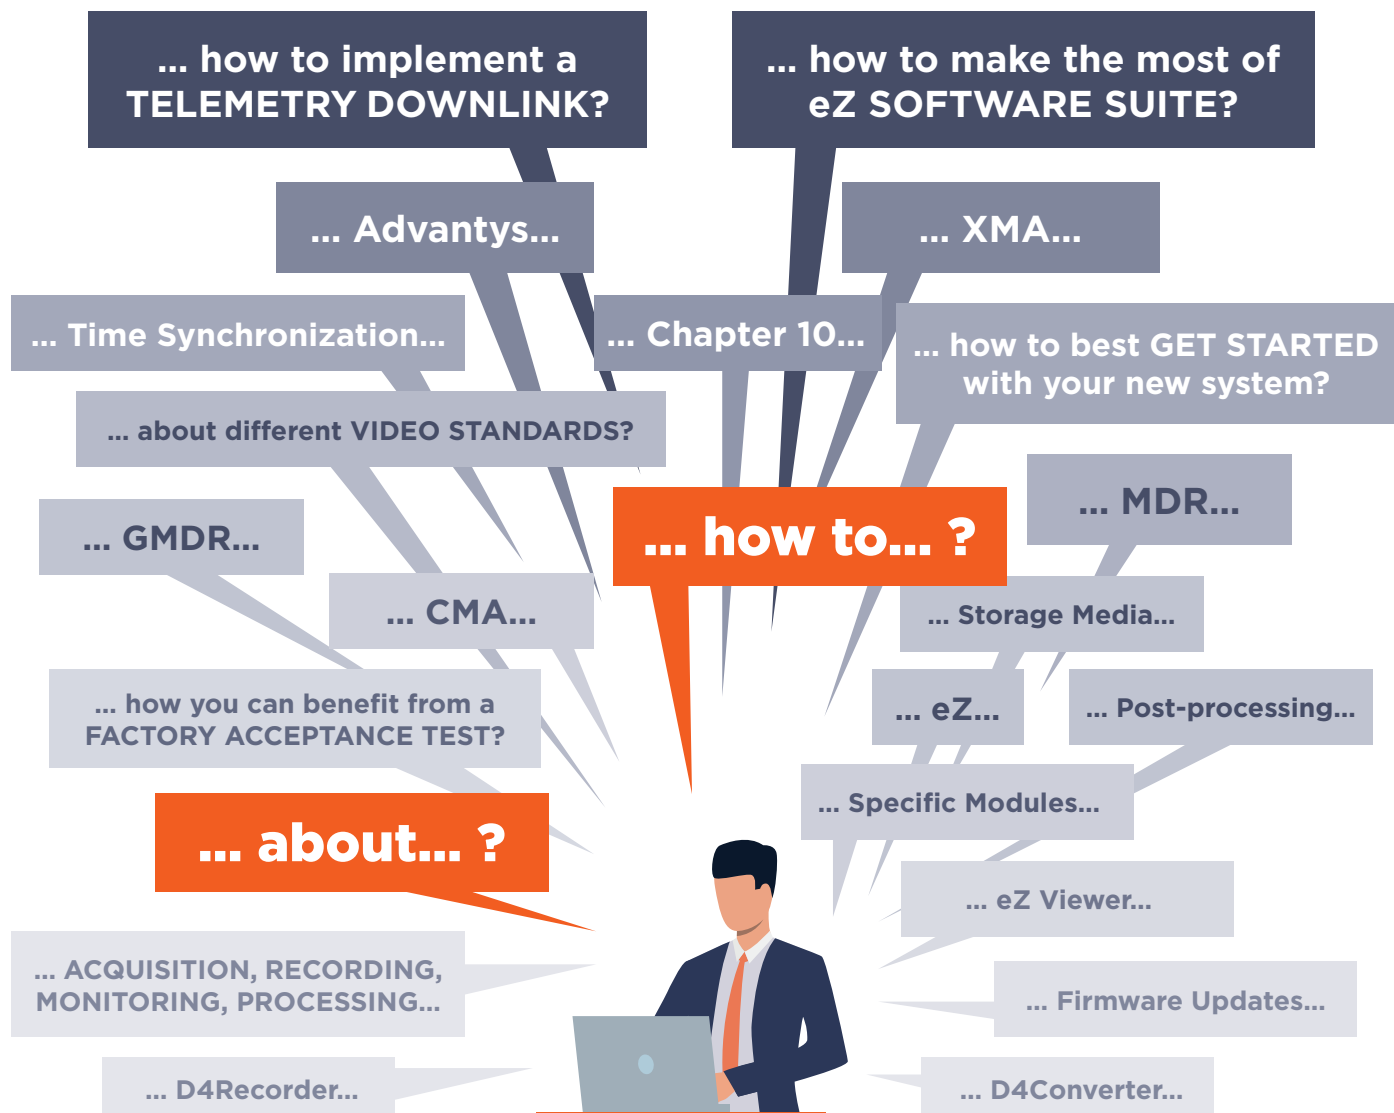 ... how to implement a
TELEMETRY DOWNLINK?
... how to make the most of
eZ SOFTWARE SUITE?
... Advantys...
... XMA...
... Time Synchronization...
... Chapter 10...
... how to best GET STARTED
with your new system?
... about different VIDEO STANDARDS?
... MDR...
... GMDR...
... how to... ?
... CMA...
... Storage Media...
... how you can benefit from a
FACTORY ACCEPTANCE TEST?
... eZ...
... Post-processing...
... Specific Modules...
... about... ?
... eZ Viewer...
... ACQUISITION, RECORDING,
MONITORING, PROCESSING...
... Firmware Updates...
... D4Recorder...
... D4Converter...